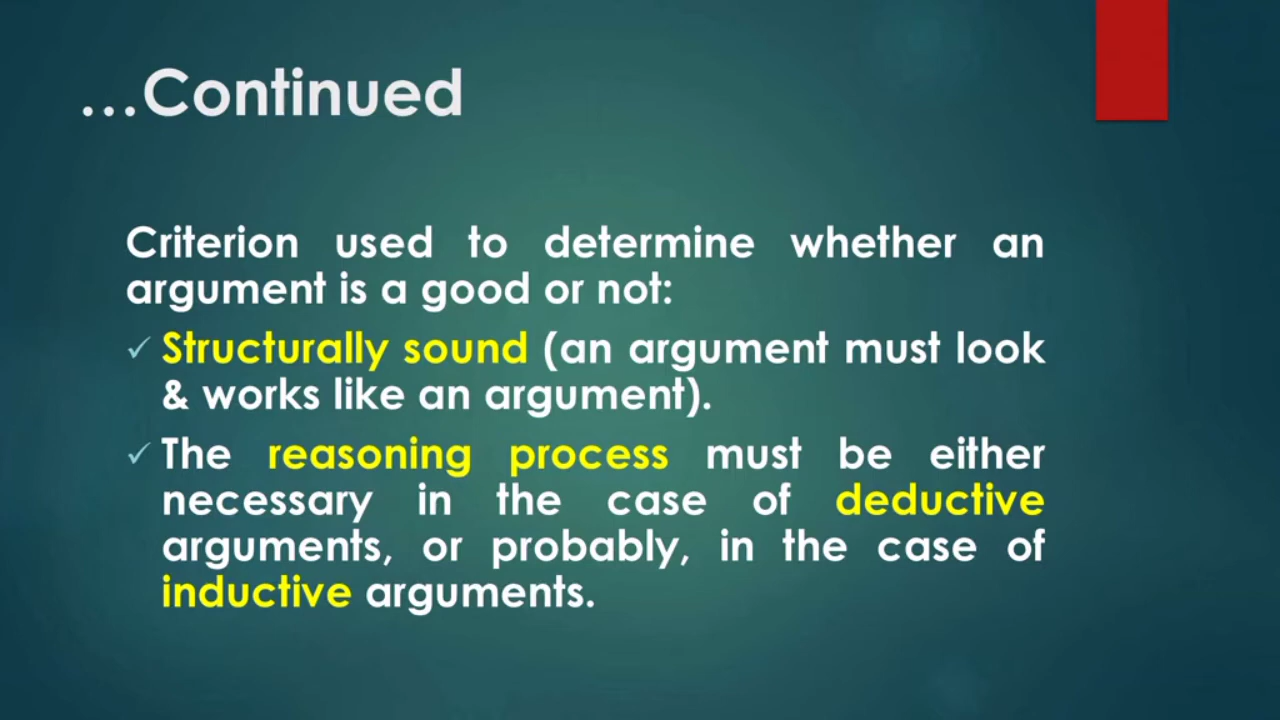 …Continued
Criterion used to determine whether an
argument is a good or not:
✓ Structurally sound (an argument must look
& works like an argument).
✓ The reasoning process must be either
necessary in the case of deductive
arguments, or probably, in the case of
inductive arguments.